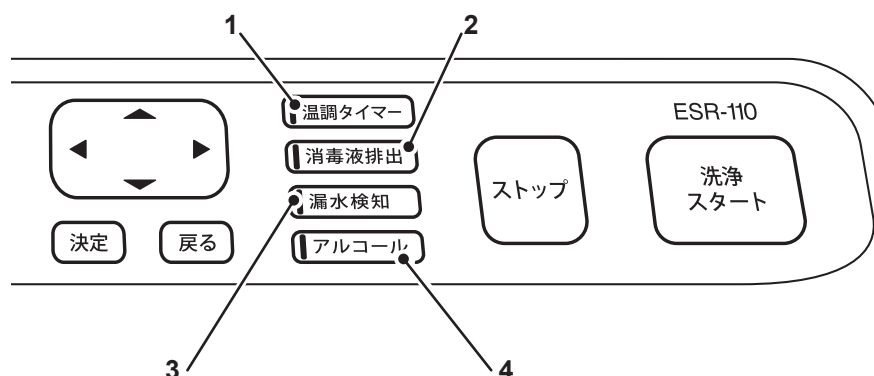 1
2
温調タイマー
ESR-110
消毒液排出
ストップ
洗浄
スタート
漏水検知
決定
戻る
アルコール
3
4